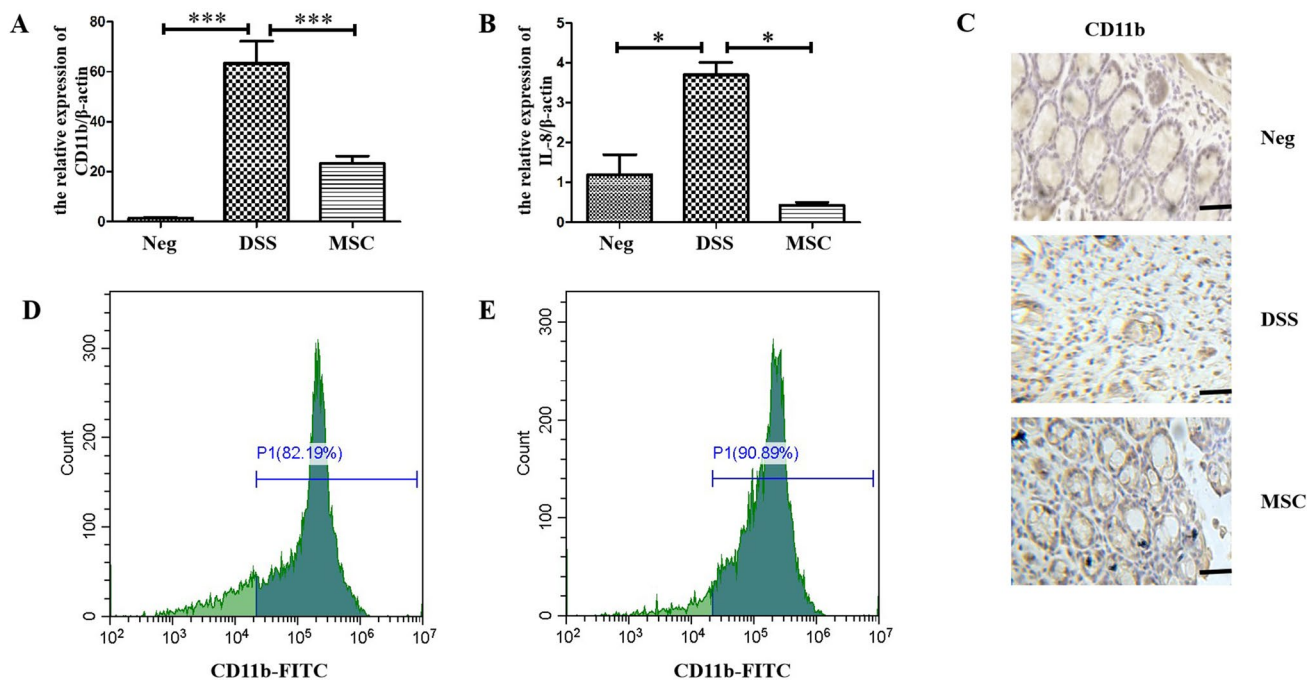 A
the relative expression of
CD11b/β-actin
80
60
40
20
0
***
***
Neg
DSS
MSC
B
the relative expression of
IL-8/β-actin
5
4
3
2
1
0
*
*
Neg
DSS
MSC
C
CD11b
Neg
DSS
MSC
D
Count
300
200
100
0
P1(82.19%)
10² 10³ 10⁴ 10⁵ 10⁶ 10⁷
CD11b-FITC
E
Count
300
200
100
0
P1(90.89%)
10² 10³ 10⁴ 10⁵ 10⁶ 10⁷
CD11b-FITC